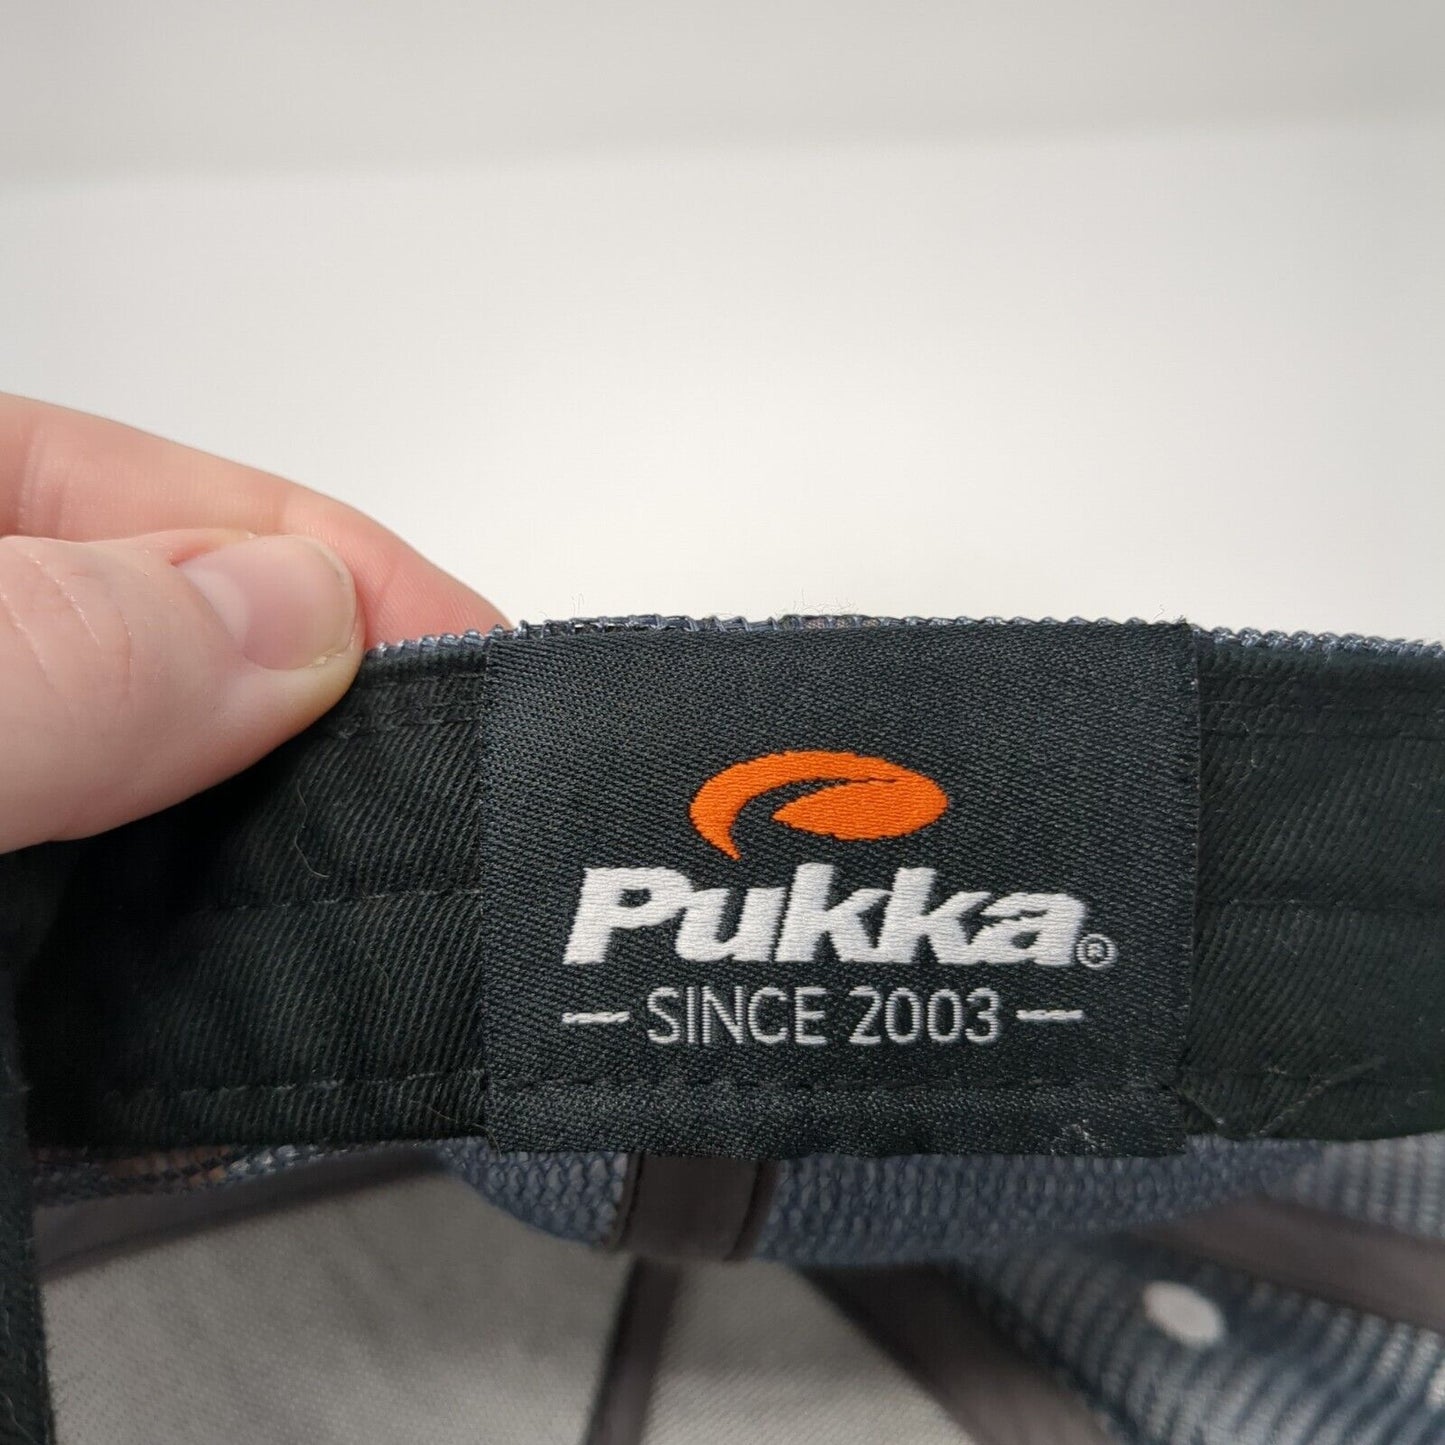 Pukka®
— SINCE 2003 —